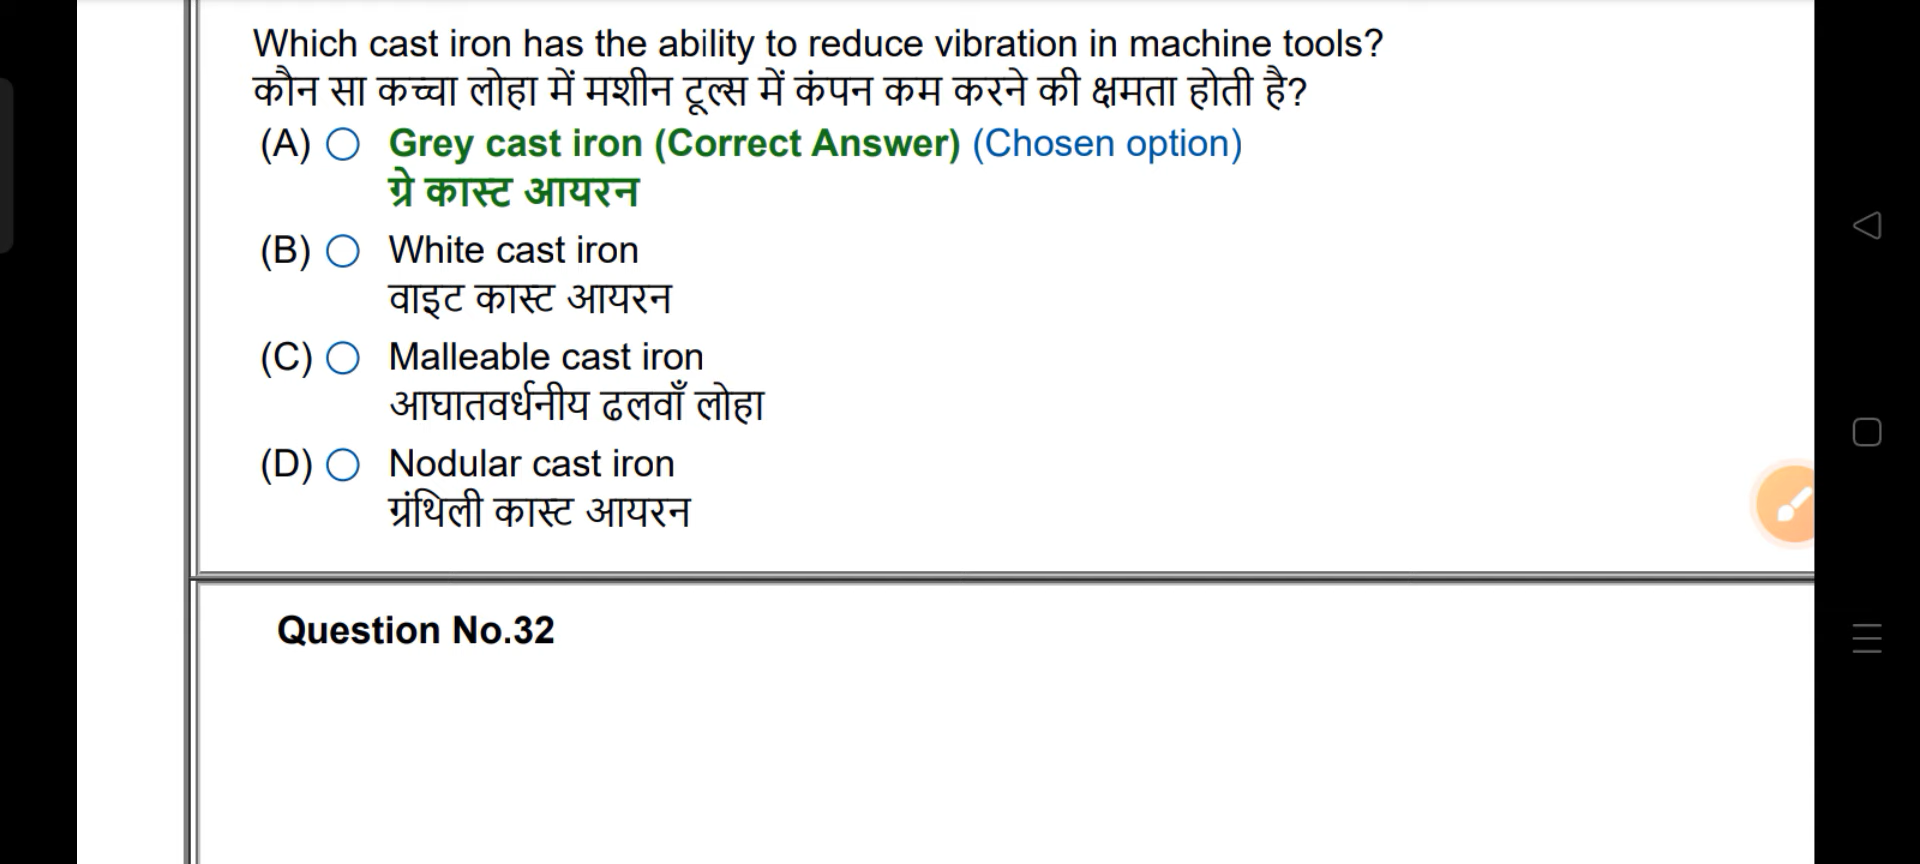 Which cast iron has the ability to reduce vibration in machine tools?
कौन सा कच्चा लोहा में मशीन टूल्स में कंपन कम करने की क्षमता होती है?
(A) Grey cast iron (Correct Answer) (Chosen option)
ग्रे कास्ट आयरन
(B) White cast iron
वाइट कास्ट आयरन
(C) Malleable cast iron
आघातवर्धनीय ढलवाँ लोहा
(D) Nodular cast iron
ग्रंथिली कास्ट आयरन
Question No.32